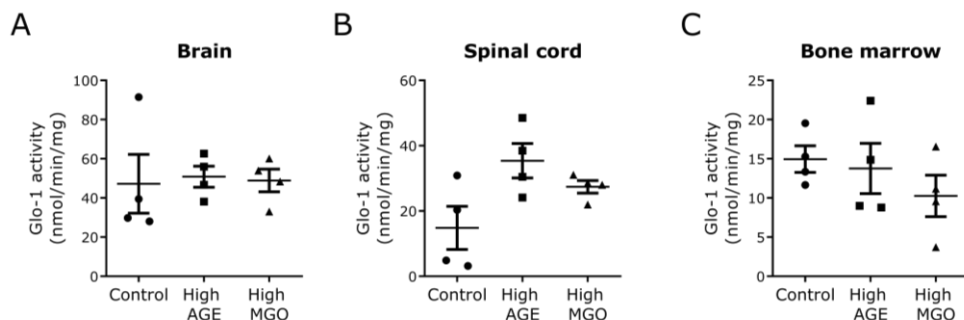 A
Brain
Glo-1 activity
(nmol/min/mg)
100
80
60
40
20
0
Control
High
AGE
High
MGO
B
Spinal cord
Glo-1 activity
(nmol/min/mg)
60
40
20
0
Control
High
AGE
High
MGO
C
Bone marrow
Glo-1 activity
(nmol/min/mg)
25
20
15
10
5
0
Control
High
AGE
High
MGO